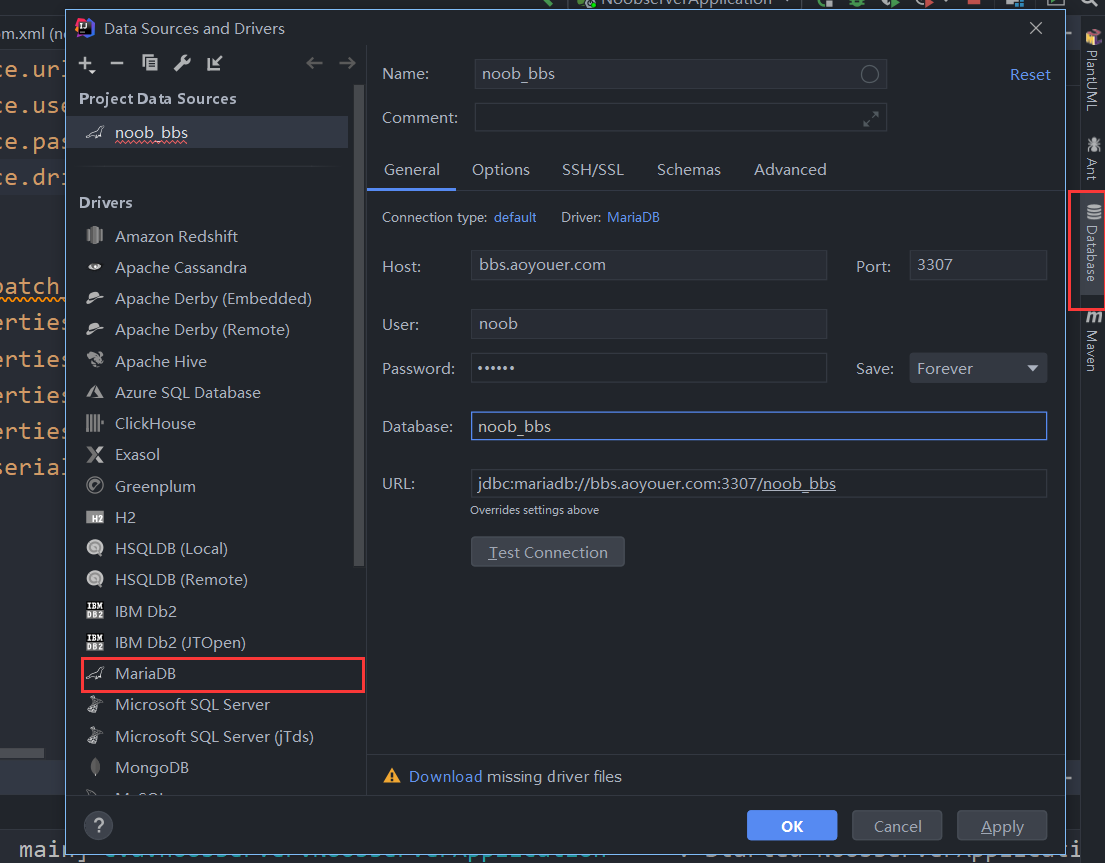 Data Sources and Drivers
Project Data Sources
noob_bbs
Drivers
Amazon Redshift
Apache Cassandra
Apache Derby (Embedded)
Apache Derby (Remote)
Apache Hive
Azure SQL Database
ClickHouse
Exasol
Greenplum
H2
HSQLDB (Local)
HSQLDB (Remote)
IBM Db2
IBM Db2 (JTOpen)
MariaDB
Microsoft SQL Server
Microsoft SQL Server (jTds)
MongoDB
Name: noob_bbs Reset
Comment:
General Options SSH/SSL Schemas Advanced
Connection type: default Driver: MariaDB
Host: bbs.aoyouer.com Port: 3307
User: noob
Password: •••••• Save: Forever
Database: noob_bbs
URL: jdbc:mariadb://bbs.aoyouer.com:3307/noob_bbs
Overrides settings above
Test Connection
Download missing driver files
? OK Cancel Apply
PlantUML
Ant
Database
m Maven
om.xml (no
ce.url
ce.use
ce.pas
ce.dri
patch
erties
erties
erties
erties
serial
main]